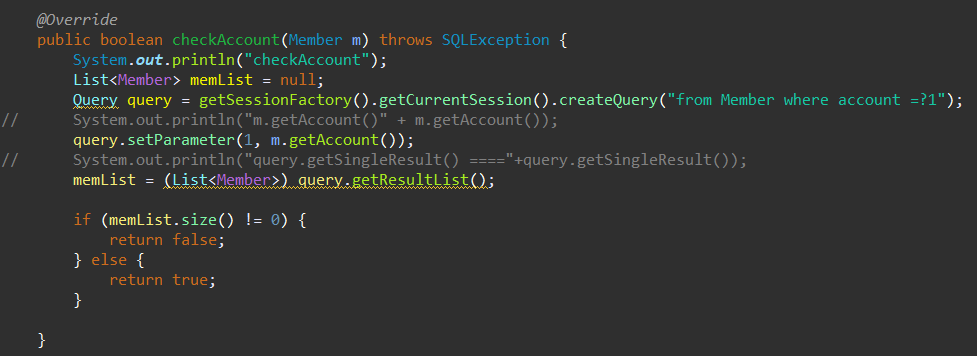 @Override
    public boolean checkAccount(Member m) throws SQLException {
        System.out.println("checkAccount");
        List<Member> memList = null;
        Query query = getSessionFactory().getCurrentSession().createQuery("from Member where account =?1");
//      System.out.println("m.getAccount()" + m.getAccount());
        query.setParameter(1, m.getAccount());
//      System.out.println("query.getSingleResult() ===="+query.getSingleResult());
        memList = (List<Member>) query.getResultList();

        if (memList.size() != 0) {
            return false;
        } else {
            return true;
        }

    }